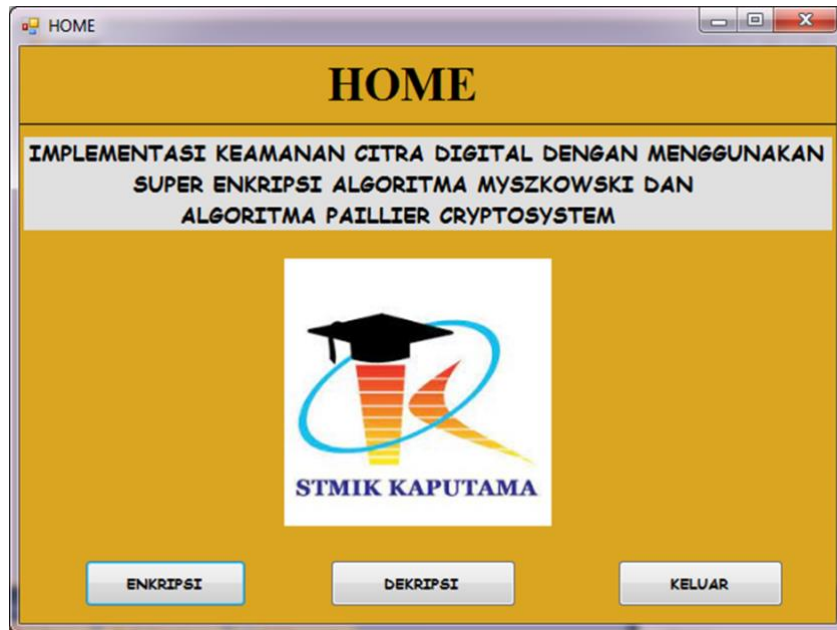 HOME
HOME
IMPLEMENTASI KEAMANAN CITRA DIGITAL DENGAN MENGGUNAKAN
SUPER ENKRIPSI ALGORITMA MYSZKOWSKI DAN
ALGORITMA PAILLIER CRYPTOSYSTEM
STMIK KAPUTAMA
ENKRIPSI DEKRIPSI KELUAR